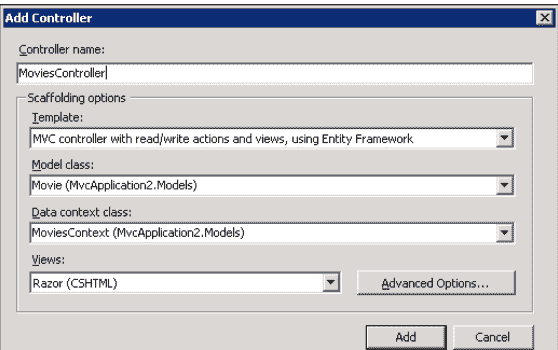 Add Controller
Controller name:
MoviesController
Scaffolding options
Template:
MVC controller with read/write actions and views, using Entity Framework
Model class:
Movie (MvcApplication2.Models)
Data context class:
MoviesContext (MvcApplication2.Models)
Views:
Razor (CSHTML)
Advanced Options...
Add
Cancel